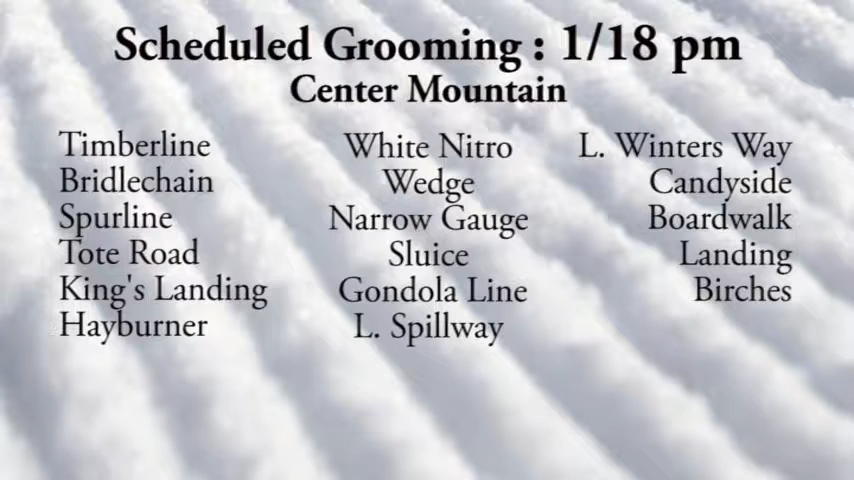 Scheduled Grooming : 1/18 pm
Center Mountain
Timberline
Bridlechain
Spurline
Tote Road
King's Landing
Hayburner
White Nitro
Wedge
Narrow Gauge
Sluice
Gondola Line
L. Spillway
L. Winters Way
Candyside
Boardwalk
Landing
Birches